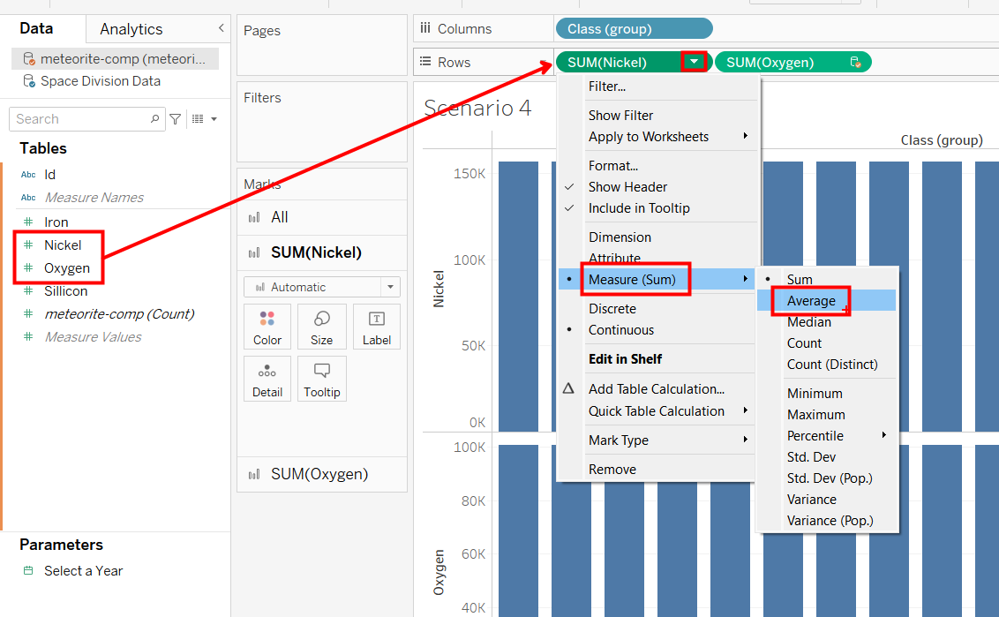 Data
Analytics
meteorite-comp (meteori...
Space Division Data
Search
Tables
Abc Id
Abc Measure Names
Iron
Nickel
Oxygen
Sillicon
meteorite-comp (Count)
Measure Values
Parameters
Select a Year
Pages
Filters
Marks
All
SUM(Nickel)
Automatic
Color
Size
Label
Detail
Tooltip
SUM(Oxygen)
Columns
Class (group)
Rows
SUM(Nickel)
SUM(Oxygen)
Scenario 4
Class (group)
150K
100K
50K
0K
Nickel
100K
80K
60K
40K
Oxygen
Filter...
Show Filter
Apply to Worksheets
Format...
Show Header
Include in Tooltip
Dimension
Attribute
Measure (Sum)
Discrete
Continuous
Edit in Shelf
Add Table Calculation...
Quick Table Calculation
Mark Type
Remove
Sum
Average
Median
Count
Count (Distinct)
Minimum
Maximum
Percentile
Std. Dev
Std. Dev (Pop.)
Variance
Variance (Pop.)